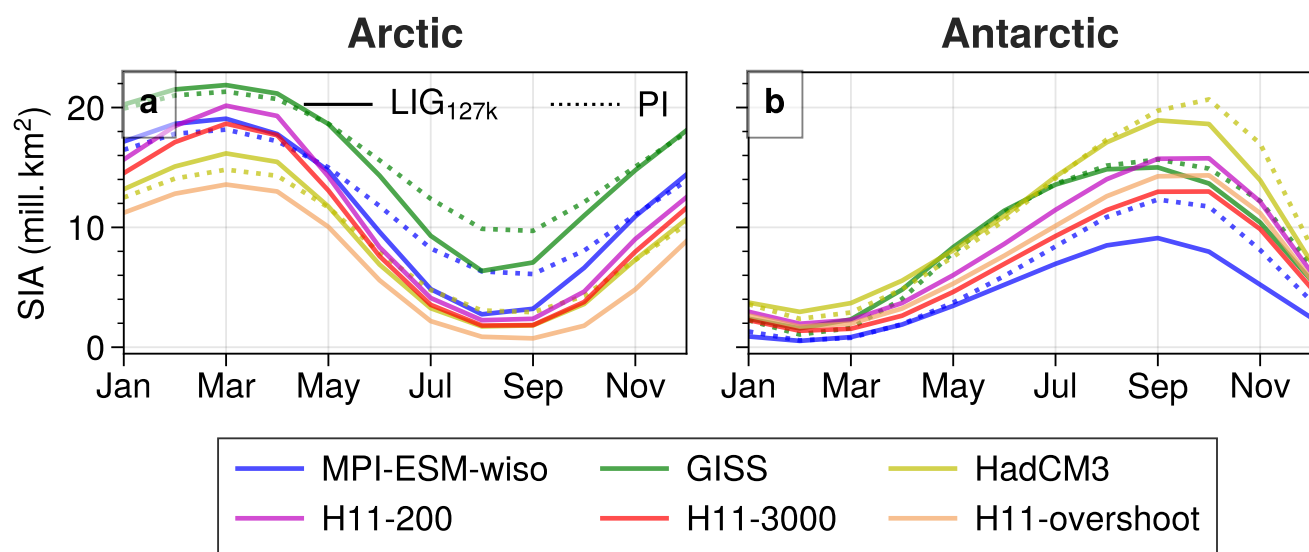 Arctic
Antarctic
a
LIG127k
PI
b
SIA (mill. km²)
20
10
0
Jan Mar May Jul Sep Nov
Jan Mar May Jul Sep Nov
MPI-ESM-wiso GISS HadCM3
H11-200 H11-3000 H11-overshoot